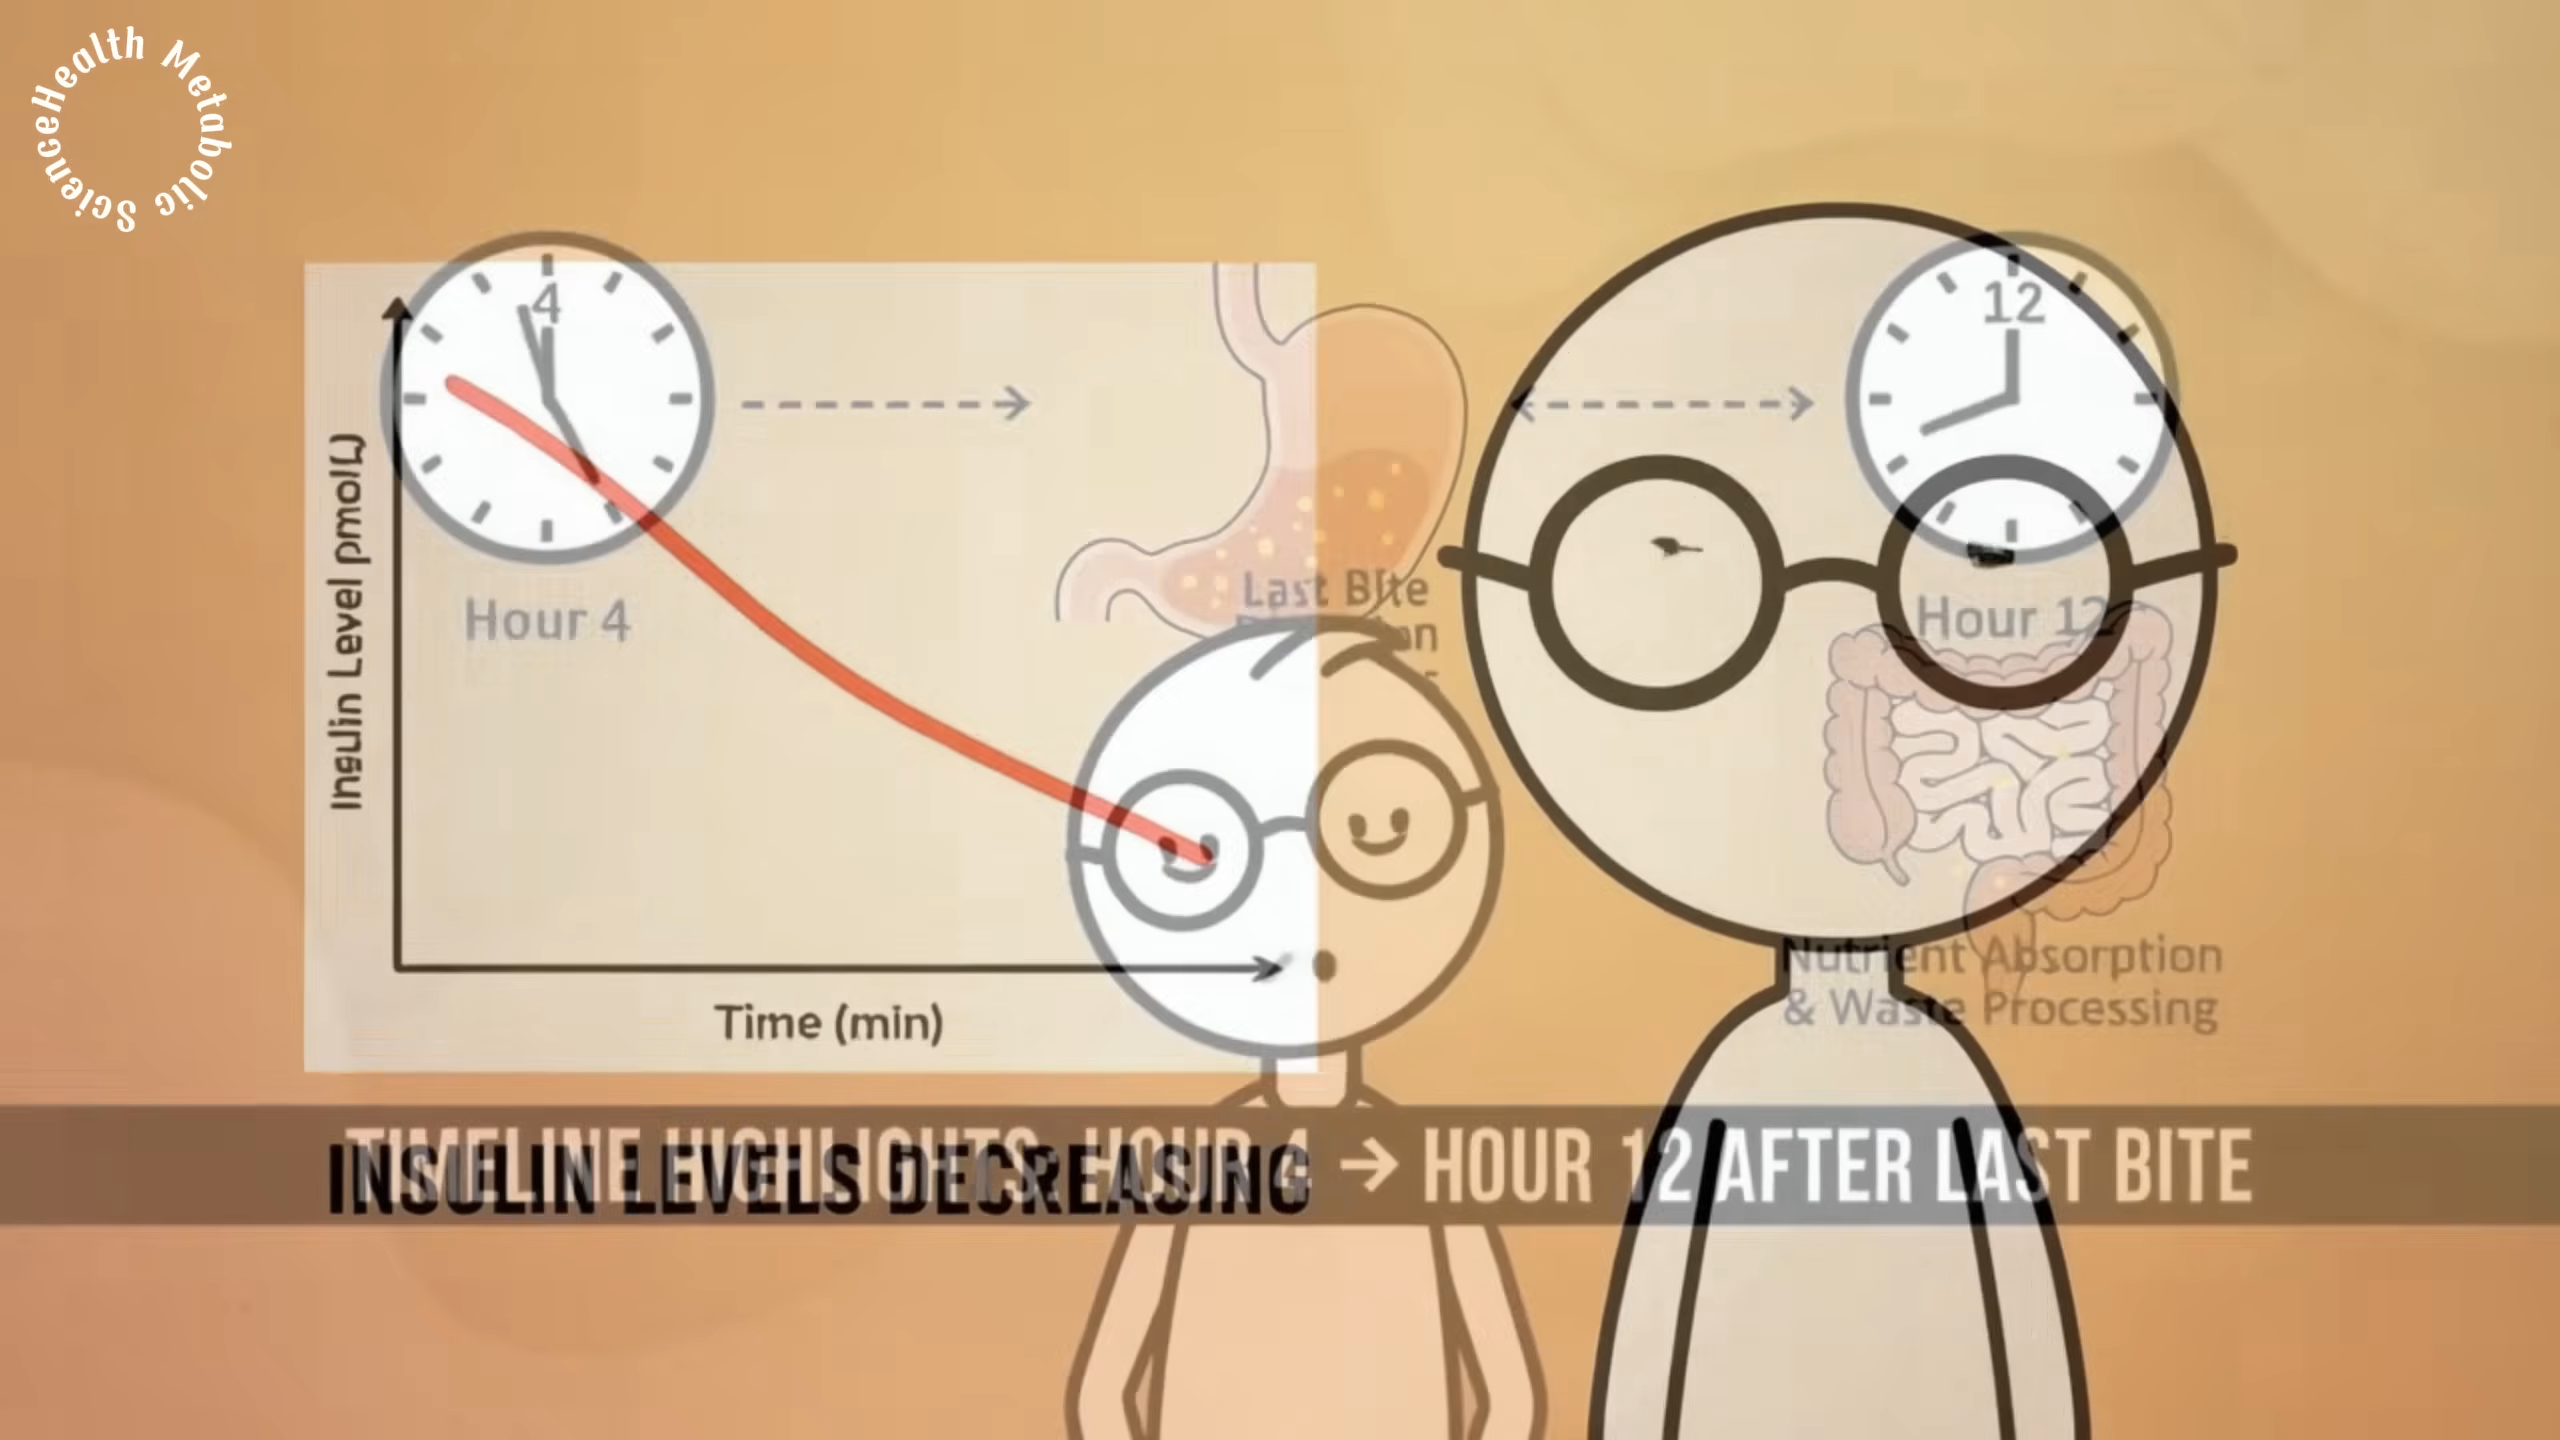 Health Metabolic Science
4
12
Insulin Level pmol(L)
Hour 4
Hour 12
Last Bite
Nutrient Absorption
& Waste Processing
Time (min)
TIMELINE HIGHLIGHTS: HOUR 4 → HOUR 12 AFTER LAST BITE
INSULIN LEVELS DECREASING